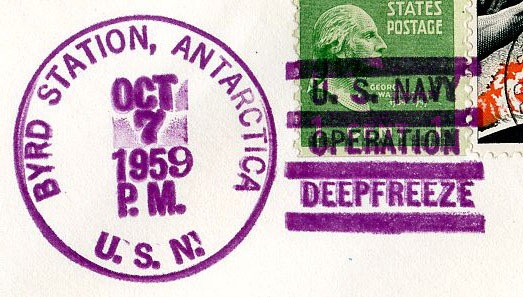 BYRD STATION, ANTARCTICA
OCT
7
1959
P.M.
U.S.N.
STATES
POSTAGE
U. S. NAVY
OPERATION
DEEPFREEZE